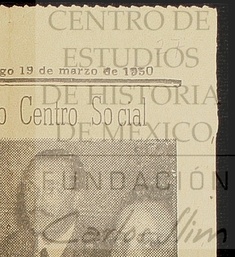 CENTRO DE
ESTUDIOS
go 19 de marzo de 1950
DE HISTORIA
o Centro Social
DE MÉXICO
FUNDACIÓN
Carlos Slim